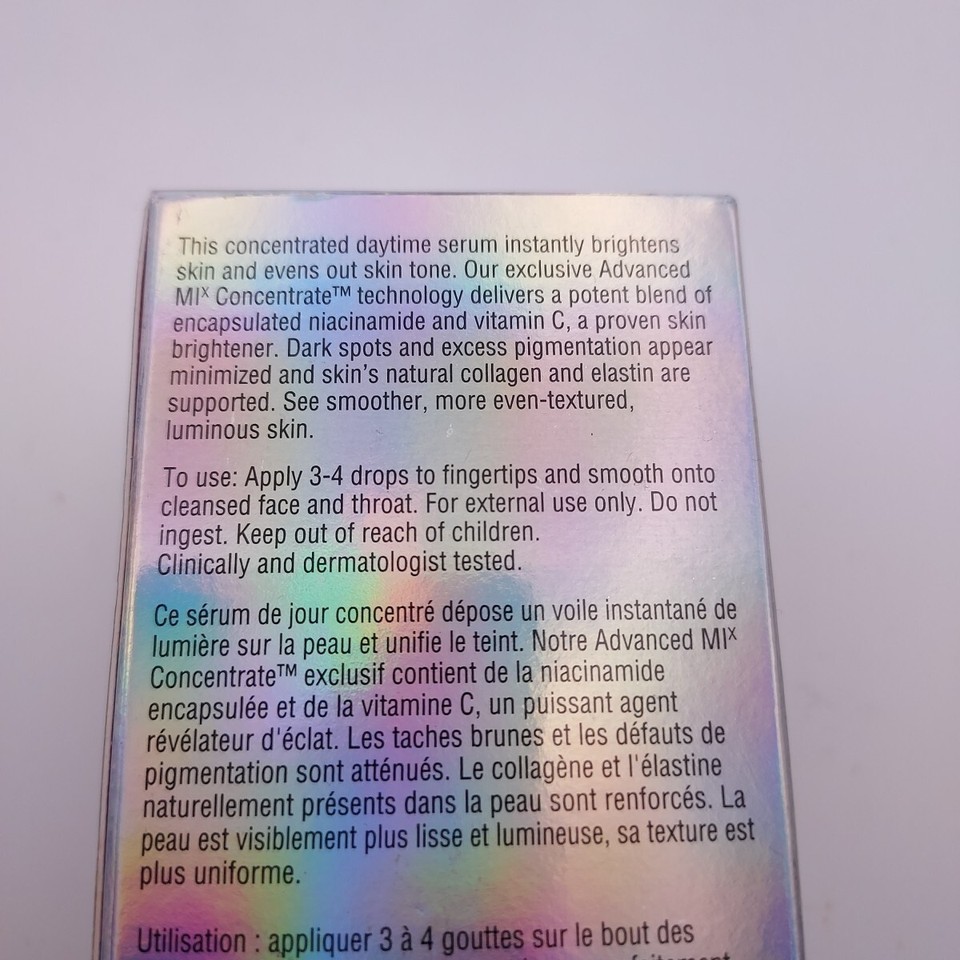 This concentrated daytime serum instantly brightens
skin and evens out skin tone. Our exclusive Advanced
MIˣ Concentrate™ technology delivers a potent blend of
encapsulated niacinamide and vitamin C, a proven skin
brightener. Dark spots and excess pigmentation appear
minimized and skin's natural collagen and elastin are
supported. See smoother, more even-textured,
luminous skin.
To use: Apply 3-4 drops to fingertips and smooth onto
cleansed face and throat. For external use only. Do not
ingest. Keep out of reach of children.
Clinically and dermatologist tested.
Ce sérum de jour concentré dépose un voile instantané de
lumière sur la peau et unifie le teint. Notre Advanced MIˣ
Concentrate™ exclusif contient de la niacinamide
encapsulée et de la vitamine C, un puissant agent
révélateur d'éclat. Les taches brunes et les défauts de
pigmentation sont atténués. Le collagène et l'élastine
naturellement présents dans la peau sont renforcés. La
peau est visiblement plus lisse et lumineuse, sa texture est
plus uniforme.
Utilisation : appliquer 3 à 4 gouttes sur le bout des